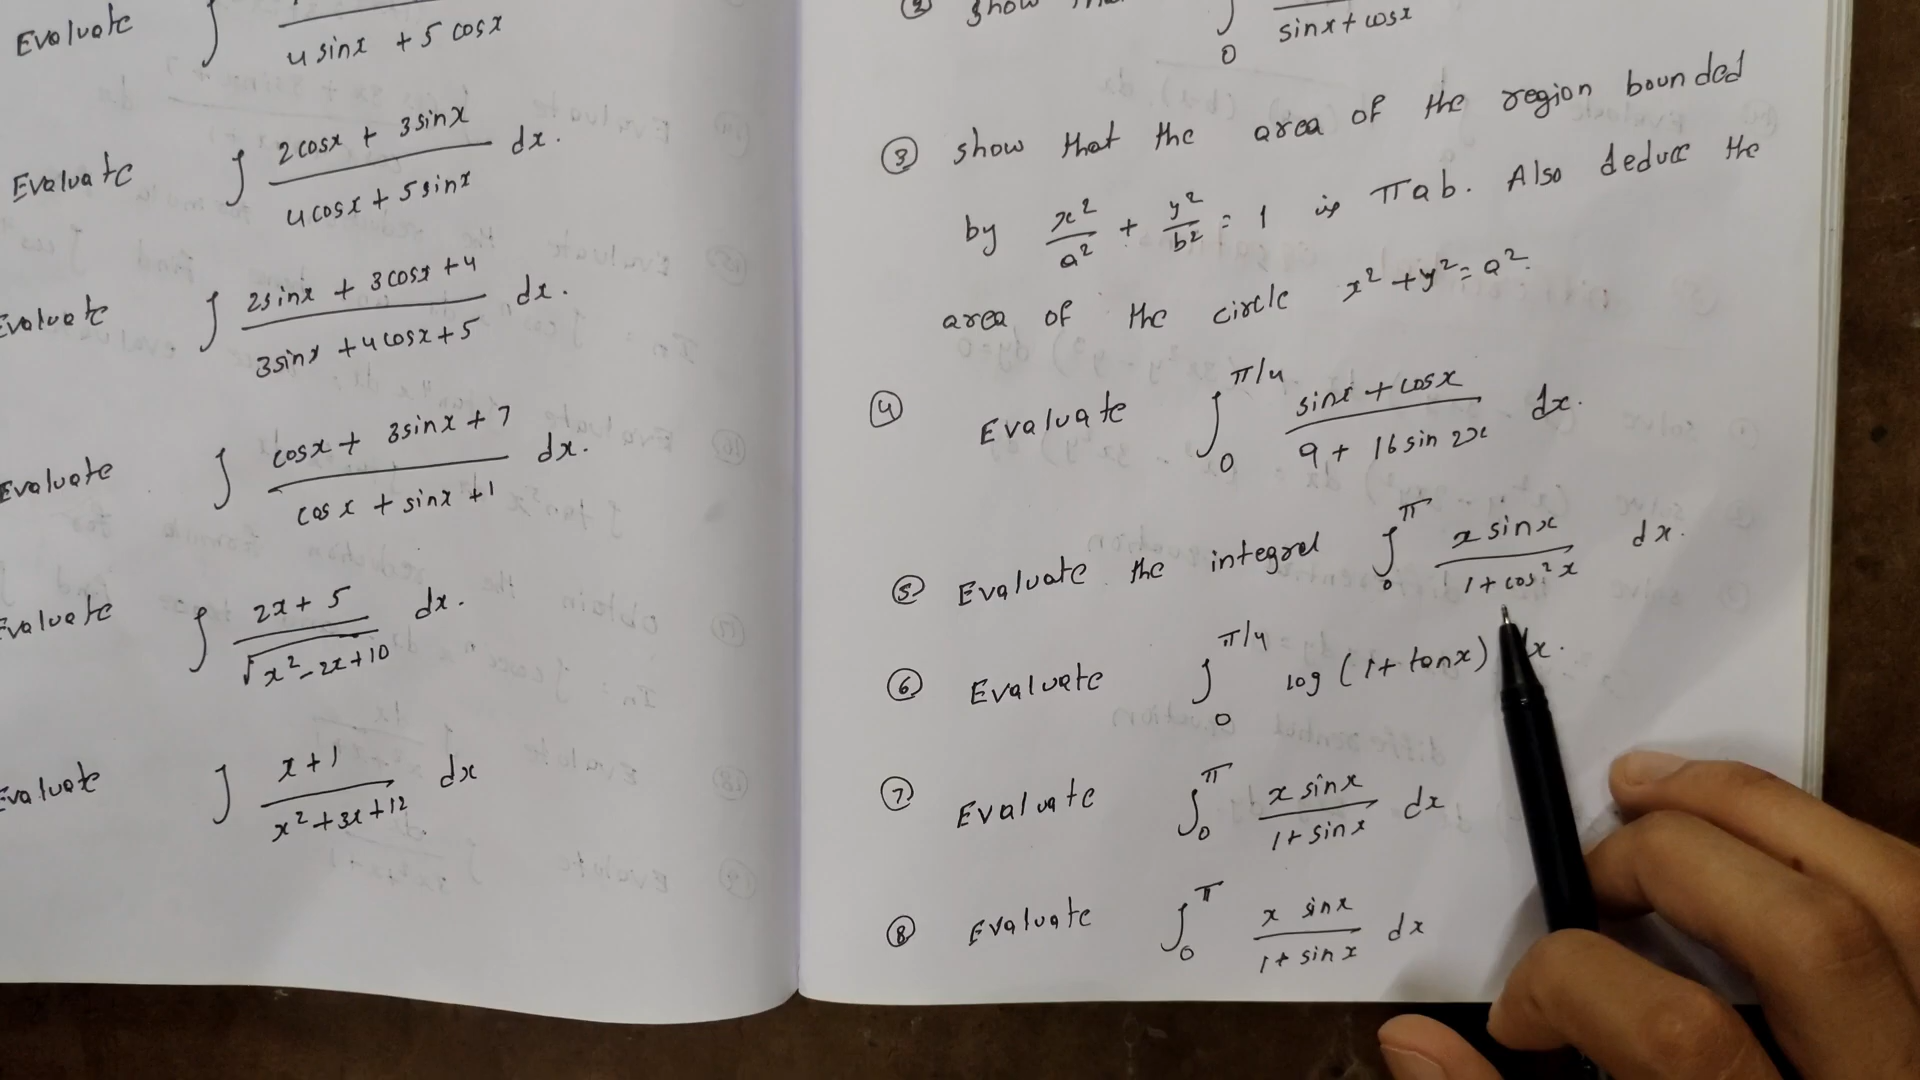 Evaluate ∫ / 4 sinx + 5 cosx
Evaluate ∫ (2cosx + 3sinx) / (4cosx + 5sinx) dx.
Evaluate ∫ (2sinx + 3cosx + 4) / (3sinx + 4cosx + 5) dx.
Evaluate ∫ (cosx + 3sinx + 7) / (cosx + sinx + 1) dx.
Evaluate ∫ (2x + 5) / √(x² - 2x + 10) dx.
Evaluate ∫ (x + 1) / (x² + 3x + 12) dx
② Show ∫ 0 / sinx + cosx
③ show that the area of the region bounded
by x²/a² + y²/b² = 1 is πab. Also deduce the
area of the circle x² + y² = a².
④ Evaluate ∫₀^π/4 (sinx + cosx) / (9 + 16 sin 2x) dx.
⑤ Evaluate the integral ∫₀^π (x sinx) / (1 + cos²x) dx.
⑥ Evaluate ∫₀^π/4 log (1 + tanx) dx.
⑦ Evaluate ∫₀^π (x sinx) / (1 + sinx) dx
⑧ Evaluate ∫₀^π (x sinx) / (1 + sinx) dx